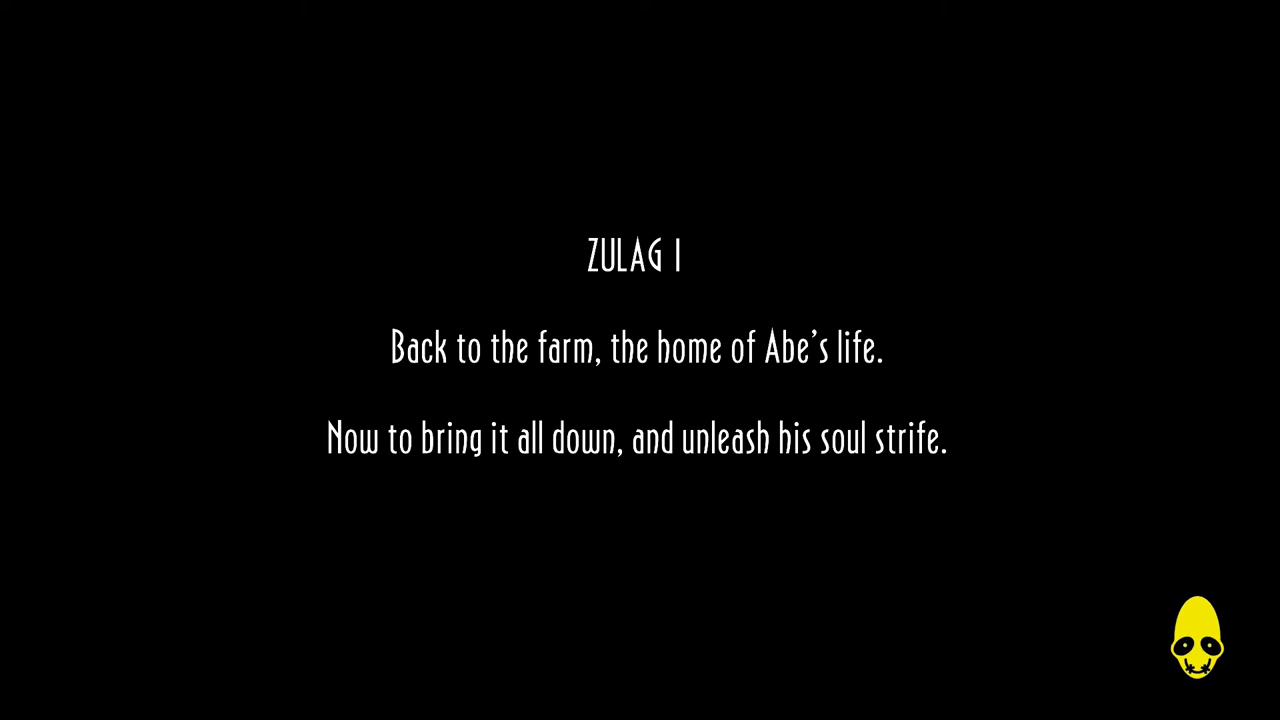 ZULAG 1
Back to the farm, the home of Abe’s life.
Now to bring it all down, and unleash his soul strife.